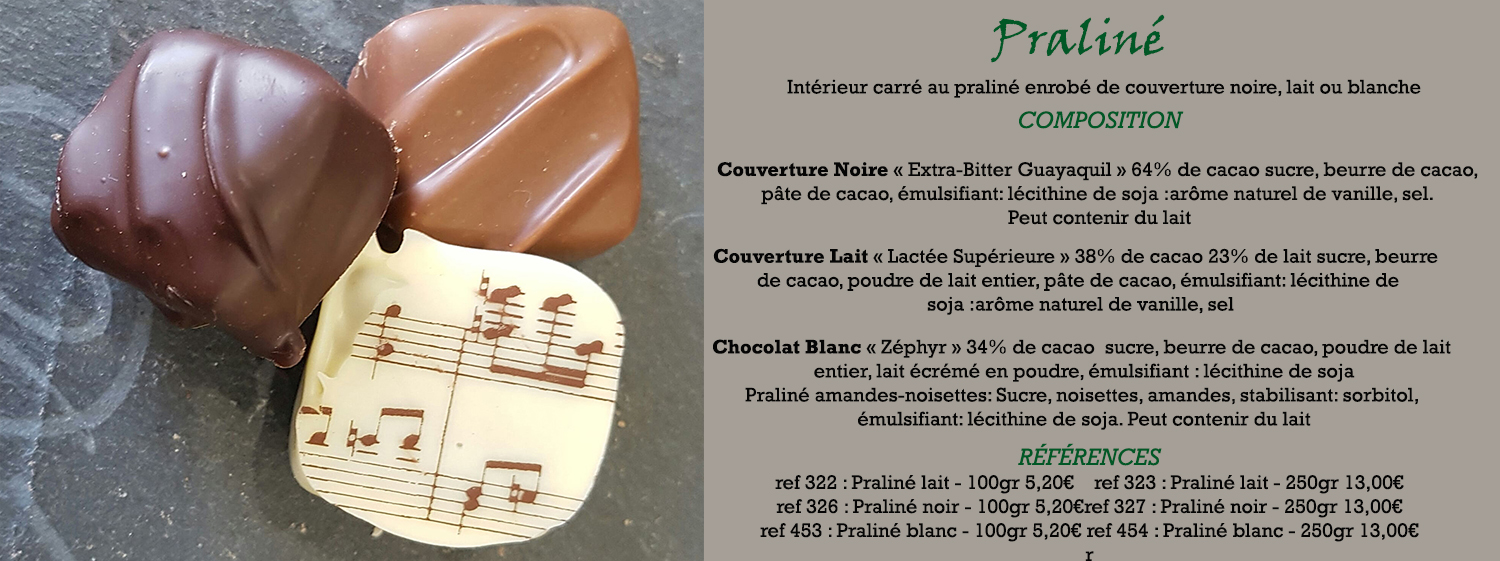 Praliné
Intérieur carré au praliné enrobé de couverture noire, lait ou blanche
COMPOSITION
Couverture Noire « Extra-Bitter Guayaquil » 64% de cacao sucre, beurre de cacao,
pâte de cacao, émulsifiant: lécithine de soja :arôme naturel de vanille, sel.
Peut contenir du lait
Couverture Lait « Lactée Supérieure » 38% de cacao 23% de lait sucre, beurre
de cacao, poudre de lait entier, pâte de cacao, émulsifiant: lécithine de
soja :arôme naturel de vanille, sel
Chocolat Blanc « Zéphyr » 34% de cacao  sucre, beurre de cacao, poudre de lait
entier, lait écrémé en poudre, émulsifiant : lécithine de soja
Praliné amandes-noisettes: Sucre, noisettes, amandes, stabilisant: sorbitol,
émulsifiant: lécithine de soja. Peut contenir du lait
RÉFÉRENCES
ref 322 : Praliné lait - 100gr 5,20€   ref 323 : Praliné lait - 250gr 13,00€
ref 326 : Praliné noir - 100gr 5,20€ref 327 : Praliné noir - 250gr 13,00€
ref 453 : Praliné blanc - 100gr 5,20€ ref 454 : Praliné blanc - 250gr 13,00€
r